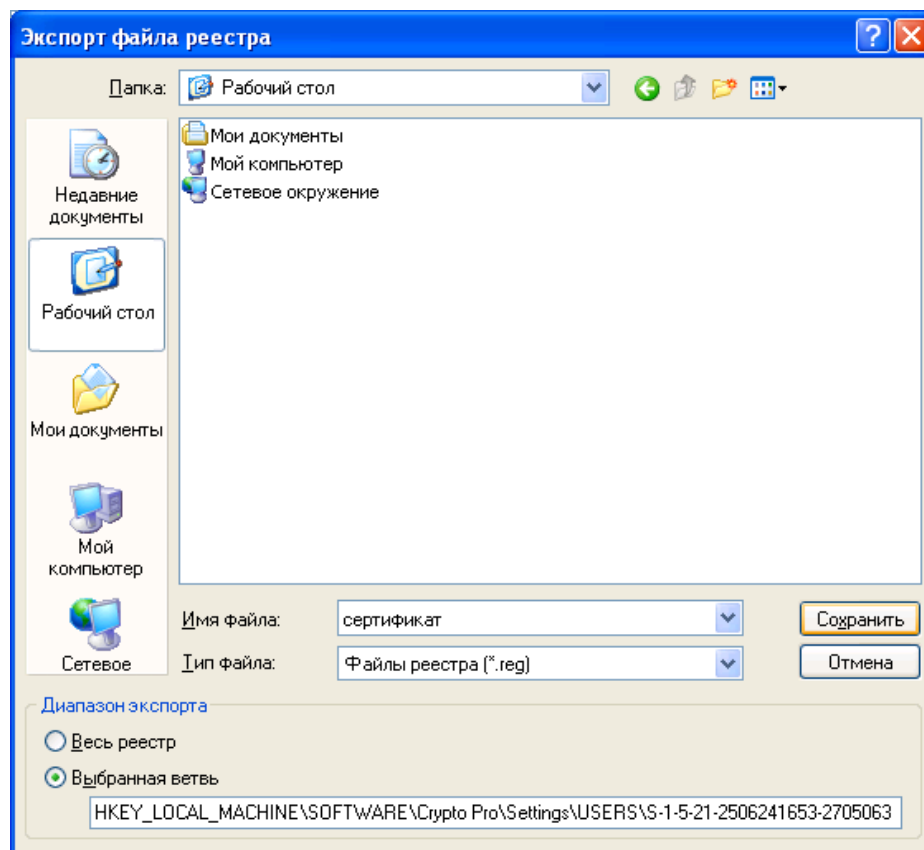 Экспорт файла реестра
Папка: Рабочий стол
Недавние документы
Рабочий стол
Мои документы
Мой компьютер
Сетевое
Мои документы
Мой компьютер
Сетевое окружение
Имя файла: сертификат Сохранить
Тип файла: Файлы реестра (*.reg) Отмена
Диапазон экспорта
Весь реестр
Выбранная ветвь
HKEY_LOCAL_MACHINE\SOFTWARE\Crypto Pro\Settings\USERS\S-1-5-21-2506241653-2705063